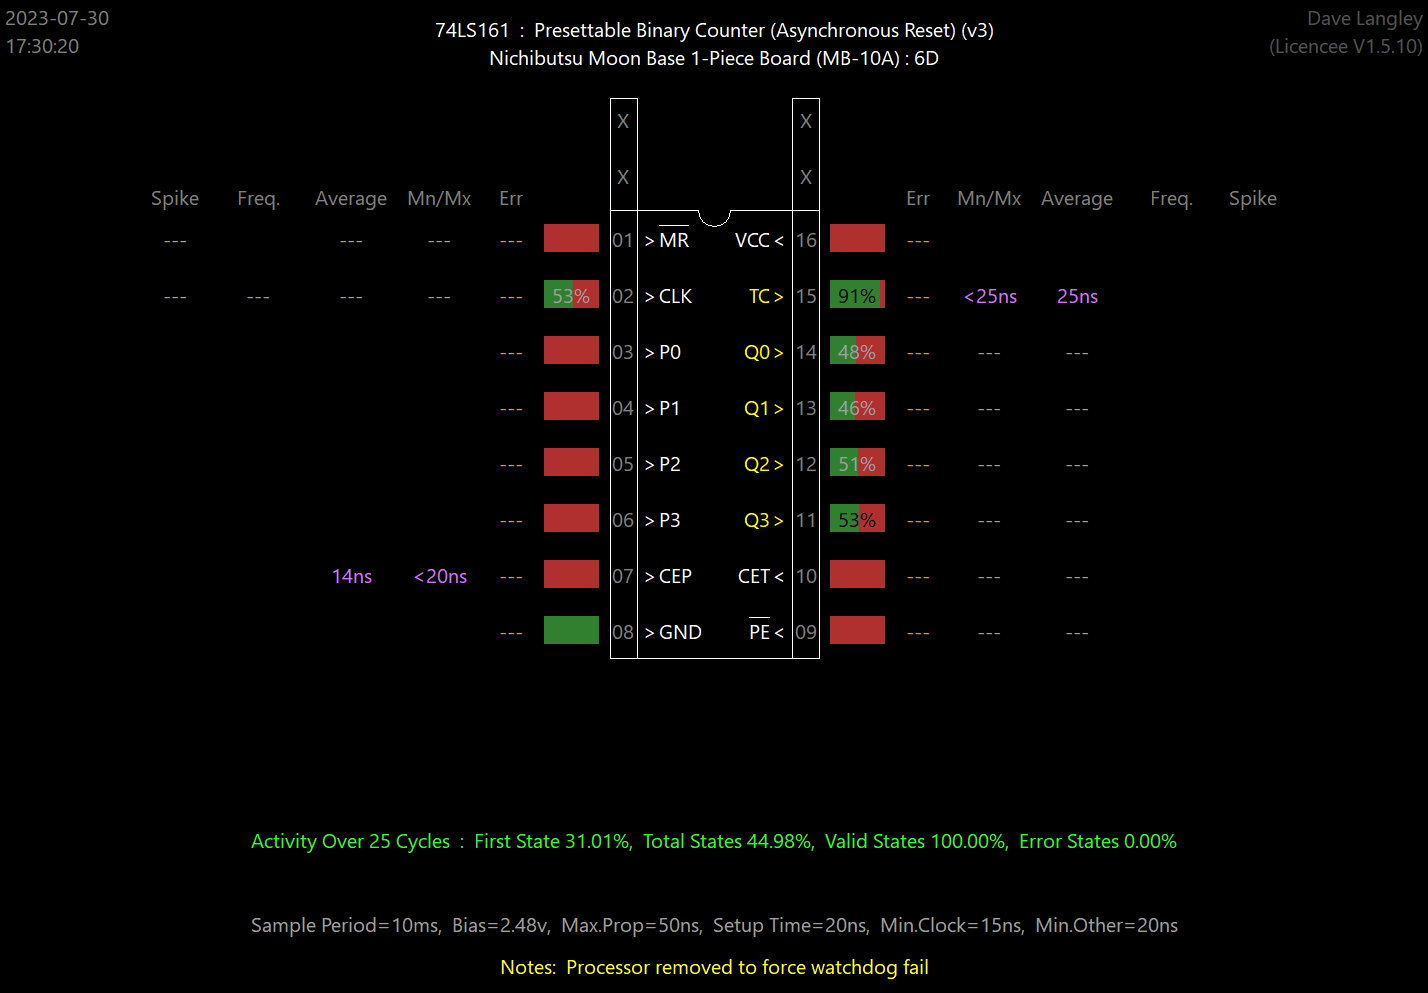 2023-07-30
17:30:20
74LS161 : Presettable Binary Counter (Asynchronous Reset) (v3)
Nichibutsu Moon Base 1-Piece Board (MB-10A) : 6D
Dave Langley
(Licencee V1.5.10)
X X
X X
Spike Freq. Average Mn/Mx Err Err Mn/Mx Average Freq. Spike
--- --- --- --- 01 > MR VCC < 16 ---
--- --- --- --- --- 53% 02 > CLK TC > 15 91% --- <25ns 25ns
--- 03 > P0 Q0 > 14 48% --- --- ---
--- 04 > P1 Q1 > 13 46% --- --- ---
--- 05 > P2 Q2 > 12 51% --- --- ---
--- 06 > P3 Q3 > 11 53% --- --- ---
14ns <20ns --- 07 > CEP CET < 10 --- --- ---
--- 08 > GND PE < 09 --- --- ---
Activity Over 25 Cycles : First State 31.01%, Total States 44.98%, Valid States 100.00%, Error States 0.00%
Sample Period=10ms, Bias=2.48v, Max.Prop=50ns, Setup Time=20ns, Min.Clock=15ns, Min.Other=20ns
Notes: Processor removed to force watchdog fail